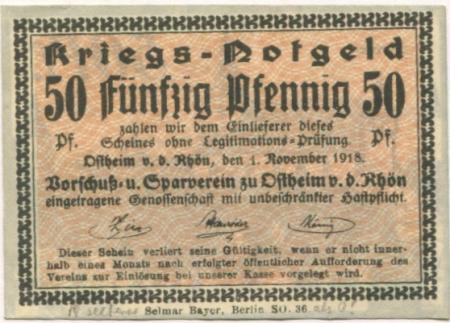 Kriegs-Notgeld
50 Fünfzig Pfennig 50
Pf. zahlen wir dem Einlieferer dieses Pf.
Scheines ohne Legitimations-Prüfung
Ostheim v. d. Rhön, den 1. November 1918.
Vorschuß- u. Sparverein zu Ostheim v. d. Rhön
eingetragene Genossenschaft mit unbeschränkter Haftpflicht.
Dieser Schein verliert seine Gültigkeit, wenn er nicht inner-
halb eines Monats nach erfolgter öffentlicher Aufforderung des
Vereins zur Einlösung bei unserer Kasse vorgelegt wird.
Selmar Bayer, Berlin SO. 36